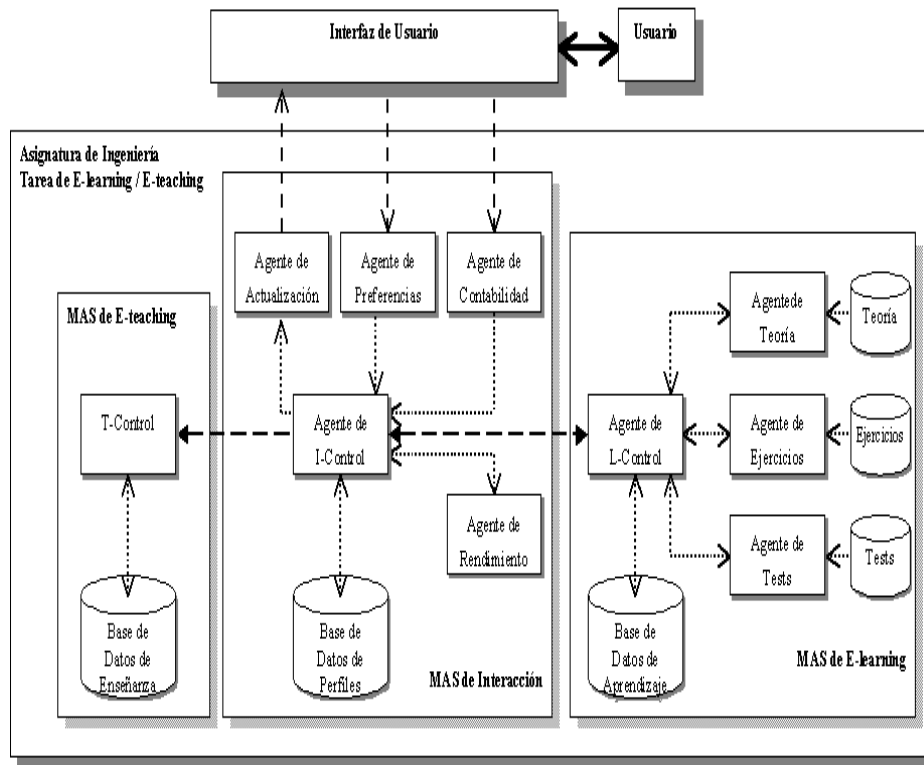 Interfaz de Usuario
Usuario
Asignatura de Ingeniería
Tarea de E-learning / E-teaching
Agente de
Actualización
Agente de
Preferencias
Agente de
Contabilidad
MAS de E-teaching
Agentede
Teoría
Teoría
T-Control
Agente de
I-Control
Agente de
L-Control
Agente de
Ejercicios
Ejercicios
Agente de
Rendimiento
Agente de
Tests
Tests
Base de
Datos de
Enseñanza
Base de
Datos de
Perfiles
MAS de Interacción
Base de
Datos de
Aprendizaje
MAS de E-learning